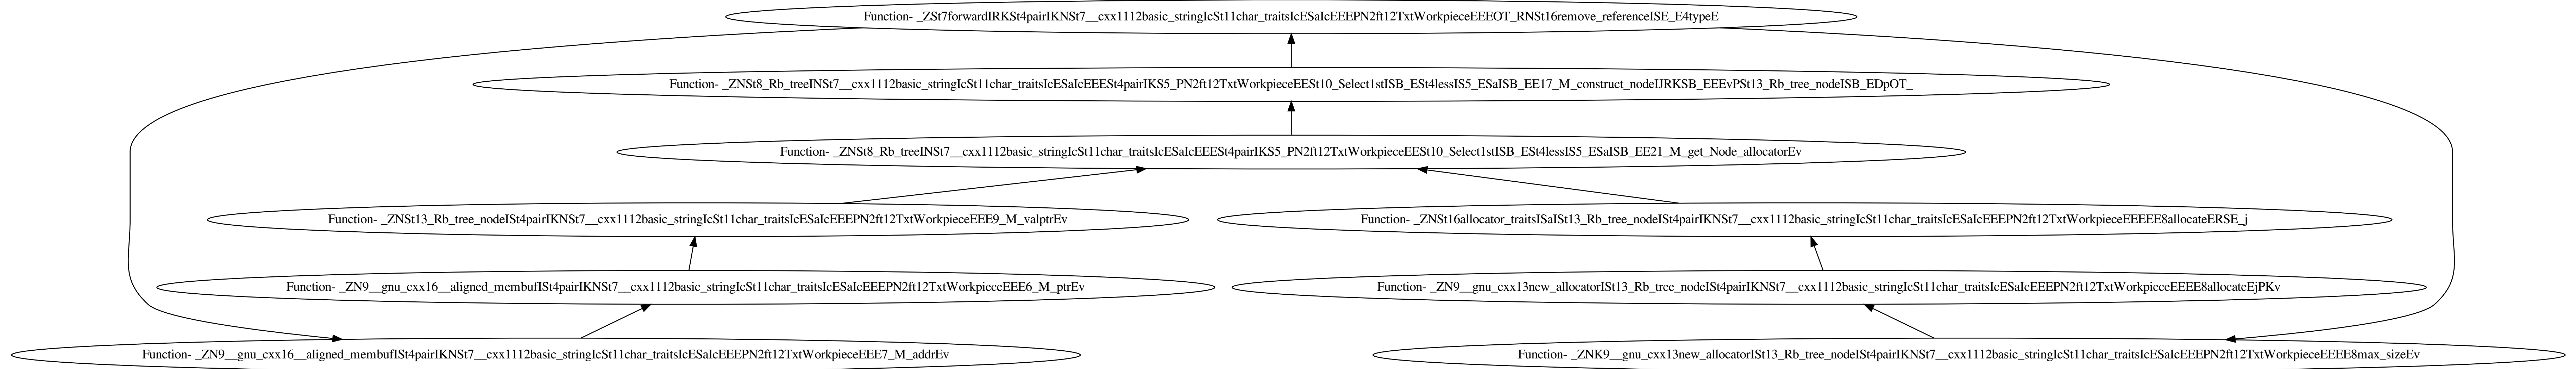 Function- _ZSt7forwardIRKSt4pairIKNSt7__cxx1112basic_stringIcSt11char_traitsIcESaIcEEEPN2ft12TxtWorkpieceEEEOT_RNSt16remove_referenceISE_E4typeE
Function- _ZNSt8_Rb_treeINSt7__cxx1112basic_stringIcSt11char_traitsIcESaIcEEESt4pairIKS5_PN2ft12TxtWorkpieceEESt10_Select1stISB_ESt4lessIS5_ESaISB_EE17_M_construct_nodeIJRKSB_EEEvPSt13_Rb_tree_nodeISB_EDpOT_
Function- _ZNSt8_Rb_treeINSt7__cxx1112basic_stringIcSt11char_traitsIcESaIcEEESt4pairIKS5_PN2ft12TxtWorkpieceEESt10_Select1stISB_ESt4lessIS5_ESaISB_EE21_M_get_Node_allocatorEv
Function- _ZNSt13_Rb_tree_nodeISt4pairIKNSt7__cxx1112basic_stringIcSt11char_traitsIcESaIcEEEPN2ft12TxtWorkpieceEEE9_M_valptrEv
Function- _ZNSt16allocator_traitsISaISt13_Rb_tree_nodeISt4pairIKNSt7__cxx1112basic_stringIcSt11char_traitsIcESaIcEEEPN2ft12TxtWorkpieceEEEEE8allocateERSE_j
Function- _ZN9__gnu_cxx16__aligned_membufISt4pairIKNSt7__cxx1112basic_stringIcSt11char_traitsIcESaIcEEEPN2ft12TxtWorkpieceEEE6_M_ptrEv
Function- _ZN9__gnu_cxx13new_allocatorISt13_Rb_tree_nodeISt4pairIKNSt7__cxx1112basic_stringIcSt11char_traitsIcESaIcEEEPN2ft12TxtWorkpieceEEEE8allocateEjPKv
Function- _ZN9__gnu_cxx16__aligned_membufISt4pairIKNSt7__cxx1112basic_stringIcSt11char_traitsIcESaIcEEEPN2ft12TxtWorkpieceEEE7_M_addrEv
Function- _ZNK9__gnu_cxx13new_allocatorISt13_Rb_tree_nodeISt4pairIKNSt7__cxx1112basic_stringIcSt11char_traitsIcESaIcEEEPN2ft12TxtWorkpieceEEEE8max_sizeEv